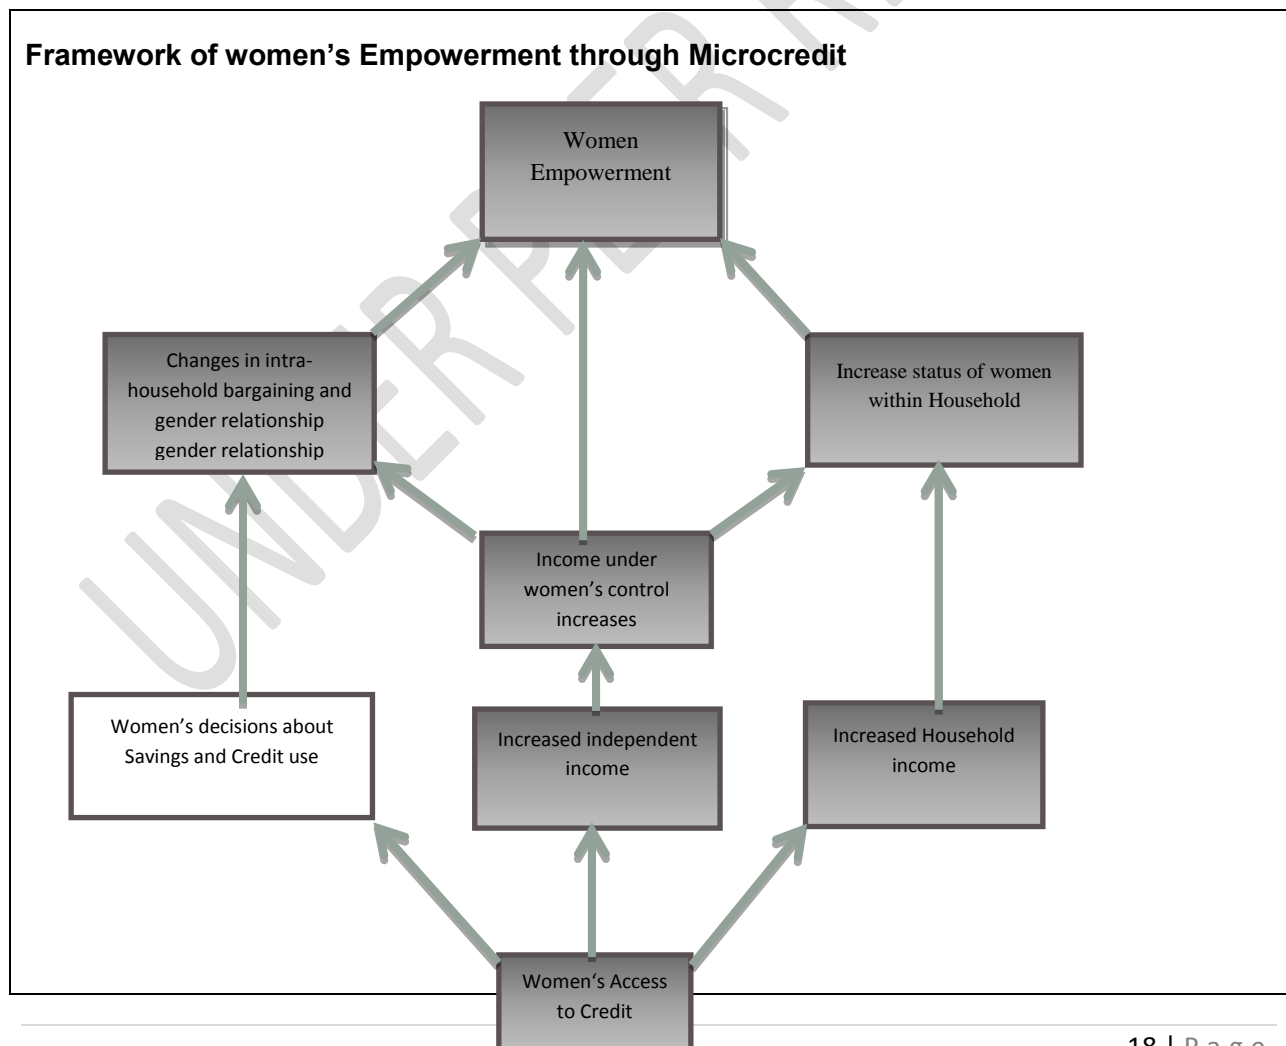 Framework of women’s Empowerment through Microcredit
Women
Empowerment
Changes in intra-
household bargaining and
gender relationship
gender relationship
Increase status of women
within Household
Income under
women’s control
increases
Women’s decisions about
Savings and Credit use
Increased independent
income
Increased Household
income
Women‘s Access
to Credit
UNDER PEER
18 | P a g e